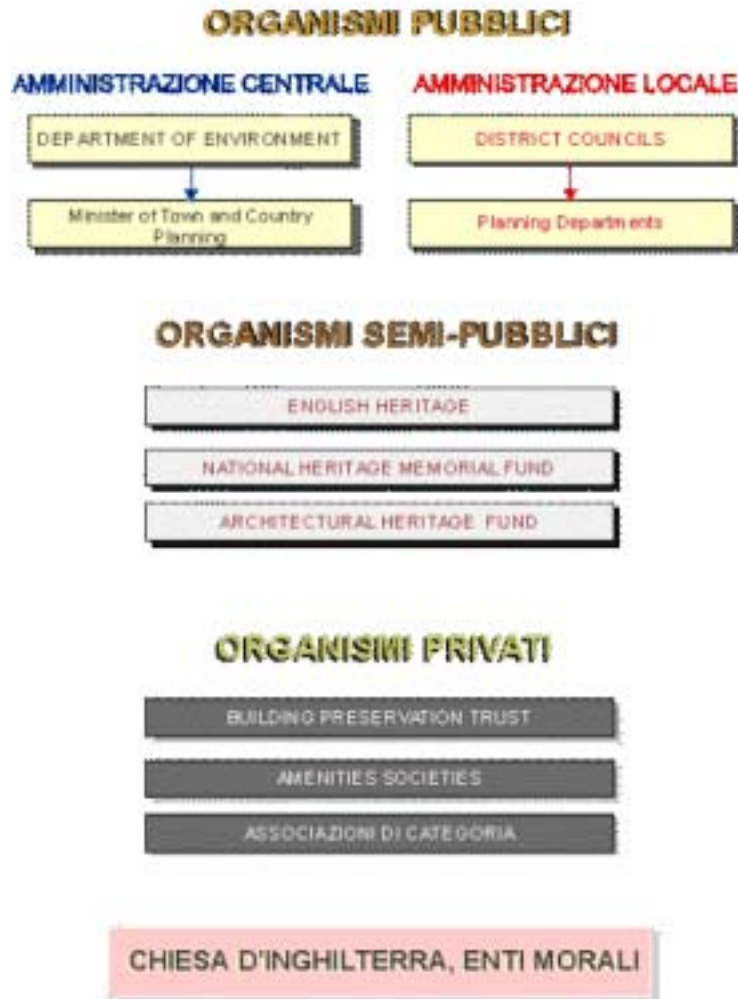 ORGANISMI PUBBLICI
AMMINISTRAZIONE CENTRALE
DEPARTMENT OF ENVIRONMENT
Minister of Town and Country
Planning
AMMINISTRAZIONE LOCALE
DISTRICT COUNCILS
Planning Departments
ORGANISMI SEMI-PUBBLICI
ENGLISH HERITAGE
NATIONAL HERITAGE MEMORIAL FUND
ARCHITECTURAL HERITAGE FUND
ORGANISMI PRIVATI
BUILDING PRESERVATION TRUST
AMENITIES SOCIETIES
ASSOCIAZIONI DI CATEGORIA
CHIESA D'INGHILTERRA, ENTI MORALI